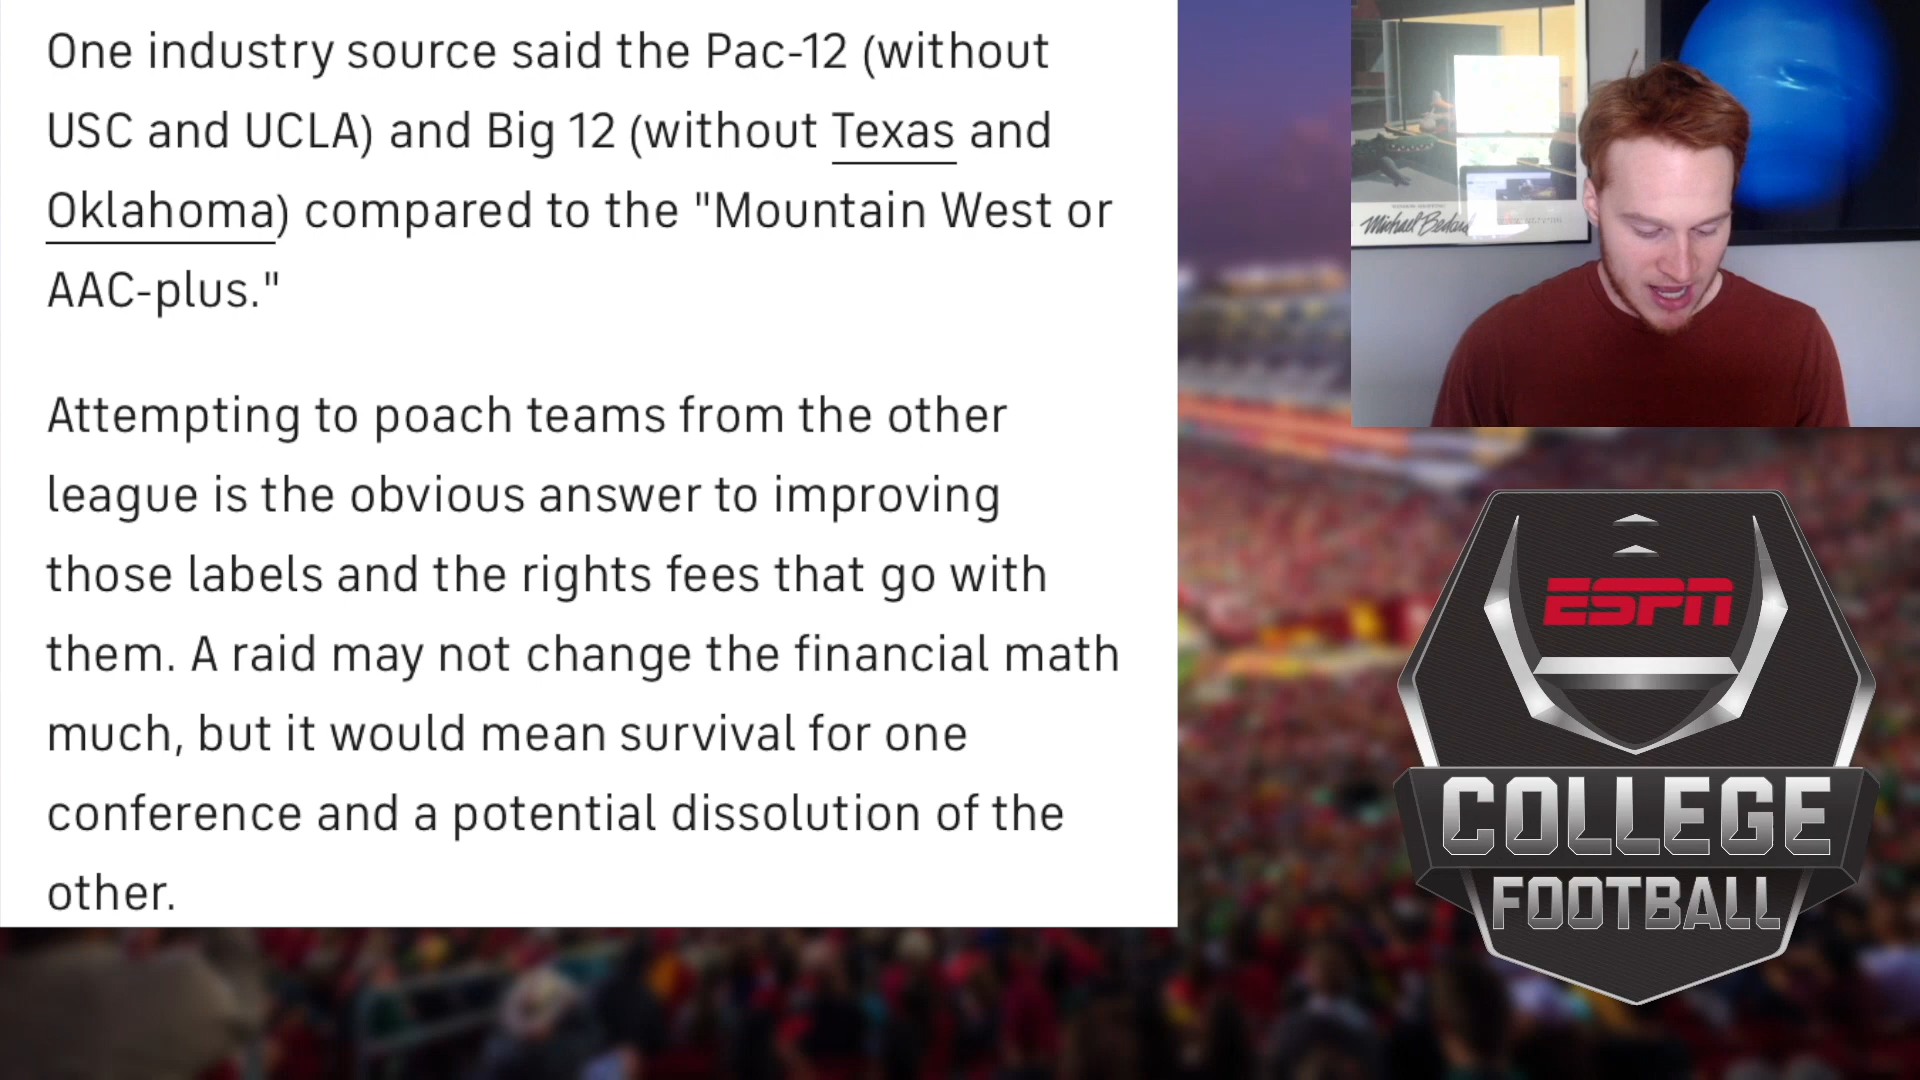 One industry source said the Pac-12 (without
USC and UCLA) and Big 12 (without Texas and
Oklahoma) compared to the "Mountain West or
AAC-plus."
Attempting to poach teams from the other
league is the obvious answer to improving
those labels and the rights fees that go with
them. A raid may not change the financial math
much, but it would mean survival for one
conference and a potential dissolution of the
other.
Michael Bedard
ESPN
COLLEGE
FOOTBALL